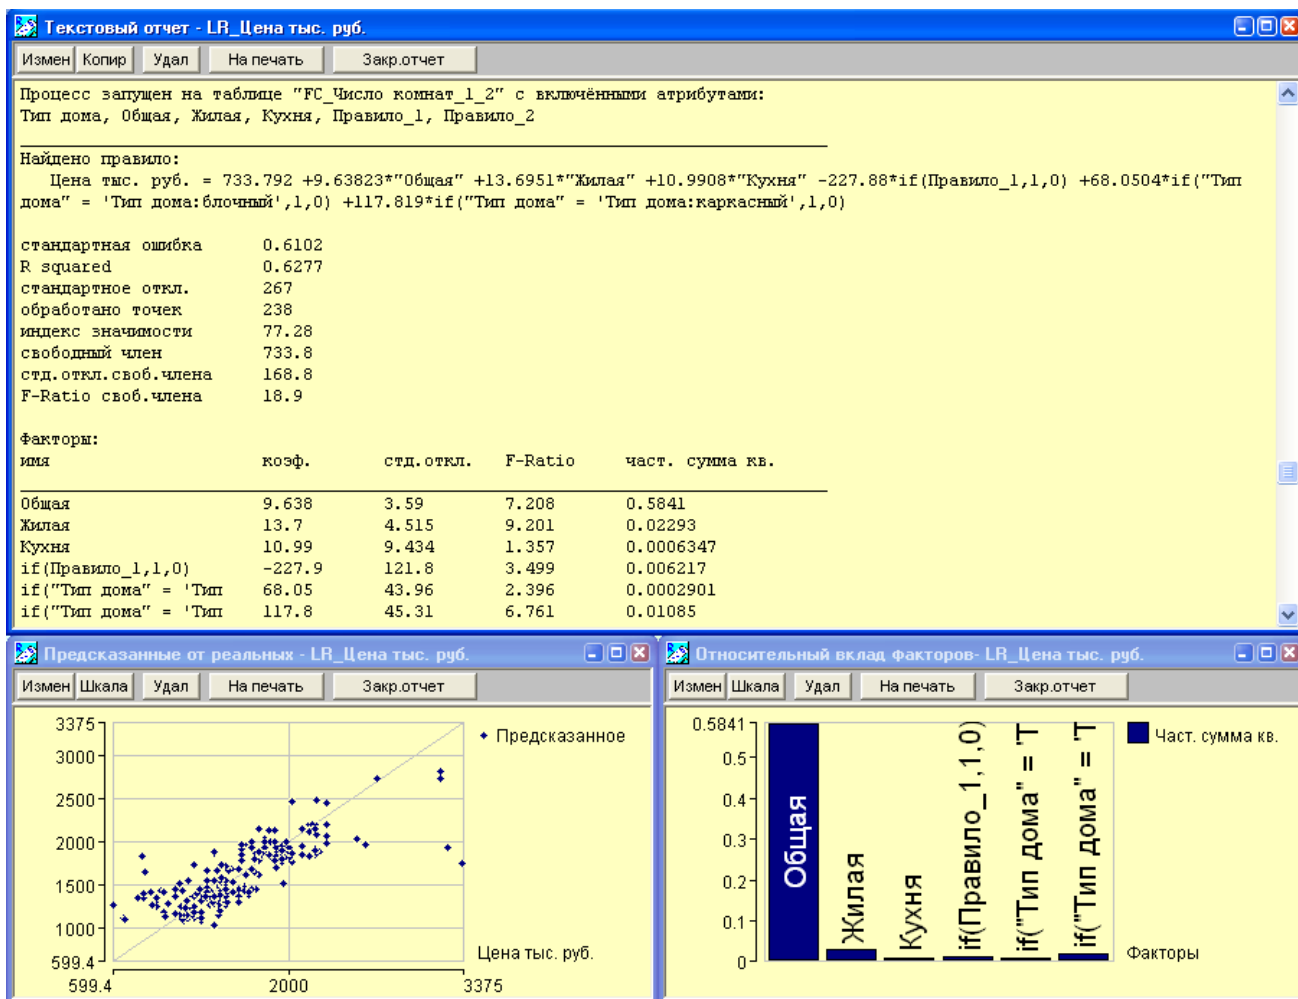 Текстовый отчет - LR_Цена тыс. руб.
Измен Копир Удал На печать Закр.отчет
Процесс запущен на таблице "FC_Число комнат_1_2" с включёнными атрибутами:
Тип дома, Общая, Жилая, Кухня, Правило_1, Правило_2
Найдено правило:
Цена тыс. руб. = 733.792 +9.63823*"Общая" +13.6951*"Жилая" +10.9908*"Кухня" -227.88*if(Правило_1,1,0) +68.0504*if("Тип
дома" = 'Тип дома:блочный',1,0) +117.819*if("Тип дома" = 'Тип дома:каркасный',1,0)
стандартная ошибка 0.6102
R squared 0.6277
стандартное откл. 267
обработано точек 238
индекс значимости 77.28
свободный член 733.8
стд.откл.своб.члена 168.8
F-Ratio своб.члена 18.9
Факторы:
имя коэф. стд.откл. F-Ratio част. сумма кв.
Общая 9.638 3.59 7.208 0.5841
Жилая 13.7 4.515 9.201 0.02293
Кухня 10.99 9.434 1.357 0.0006347
if(Правило_1,1,0) -227.9 121.8 3.499 0.006217
if("Тип дома" = 'Тип 68.05 43.96 2.396 0.0002901
if("Тип дома" = 'Тип 117.8 45.31 6.761 0.01085
Предсказанные от реальных - LR_Цена тыс. руб.
Измен Шкала Удал На печать Закр.отчет
3375
3000
2500
2000
1500
1000
599.4
599.4 2000 3375
Предсказанное
Цена тыс. руб.
Относительный вклад факторов- LR_Цена тыс. руб.
Измен Шкала Удал На печать Закр.отчет
0.5841
0.5
0.4
0.3
0.2
0.1
0
Общая
Жилая
Кухня
if(Правило_1,1,0)
if("Тип дома" = 'Т
if("Тип дома" = 'Т
Част. сумма кв.
Факторы